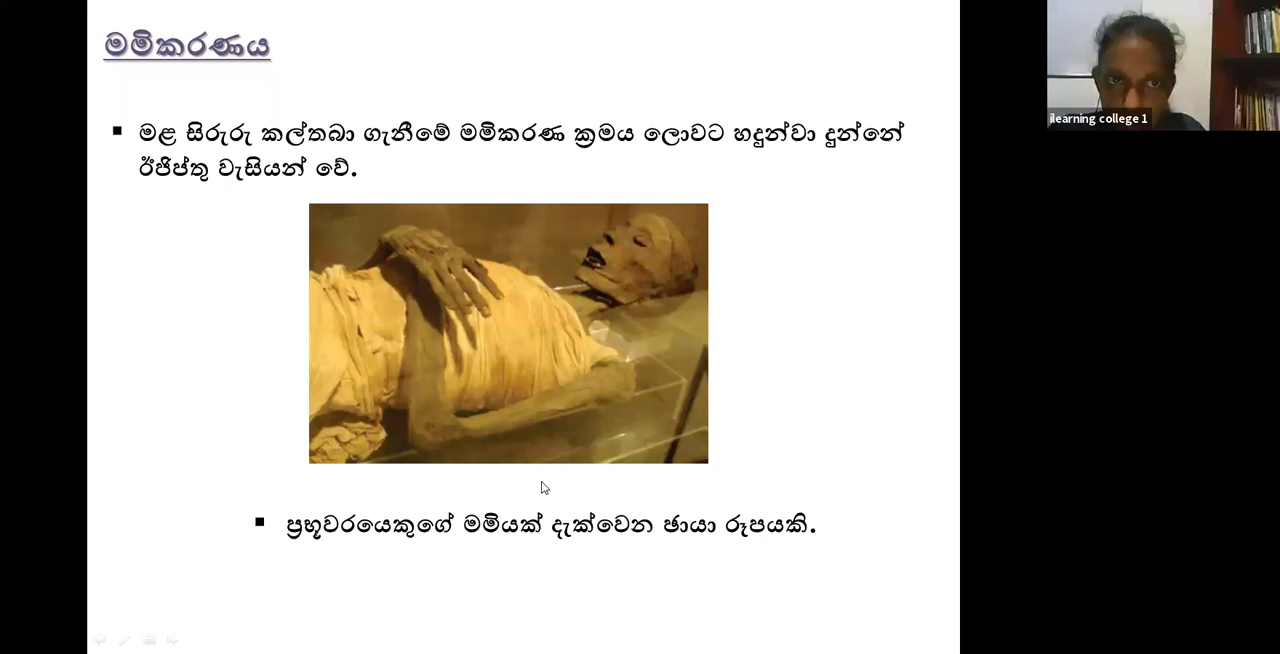 මමිකරණය
▪ මළ සිරුරු කල්තබා ගැනීමේ මමිකරණ ක්‍රමය ලොවට හඳුන්වා දුන්නේ
ඊජිප්තු වැසියන් වේ.
▪ ප්‍රභූවරයෙකුගේ මමියක් දැක්වෙන ඡායා රූපයකි.
ilearning college 1